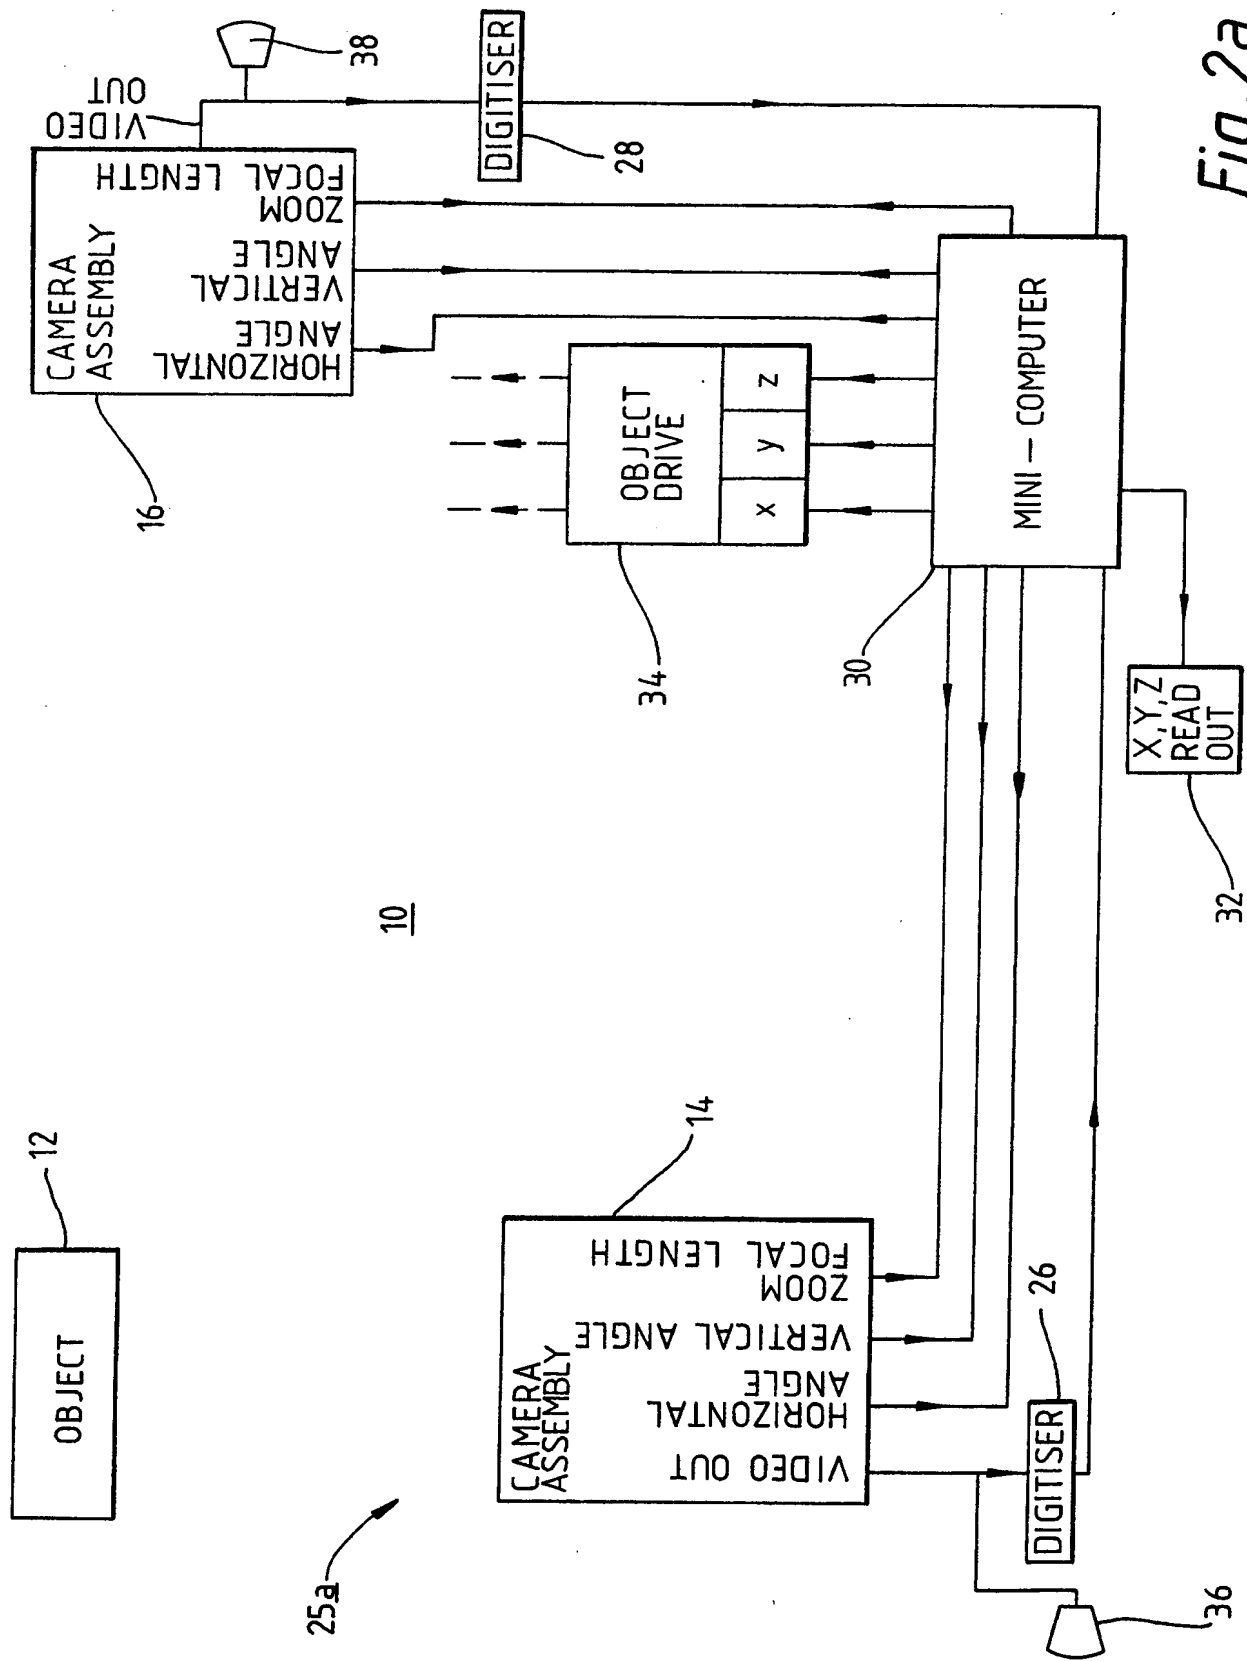 OBJECT
12
25a
10
CAMERA
ASSEMBLY
VIDEO OUT
HORIZONTAL
ANGLE
VERTICAL ANGLE
ZOOM
FOCAL LENGTH
14
DIGITISER
26
36
CAMERA
ASSEMBLY
HORIZONTAL
ANGLE
VERTICAL
ANGLE
ZOOM
FOCAL LENGTH
16
VIDEO
OUT
38
DIGITISER
28
OBJECT
DRIVE
x
y
z
34
MINI-COMPUTER
30
X,Y,Z
READ
OUT
32
Fig. 2a